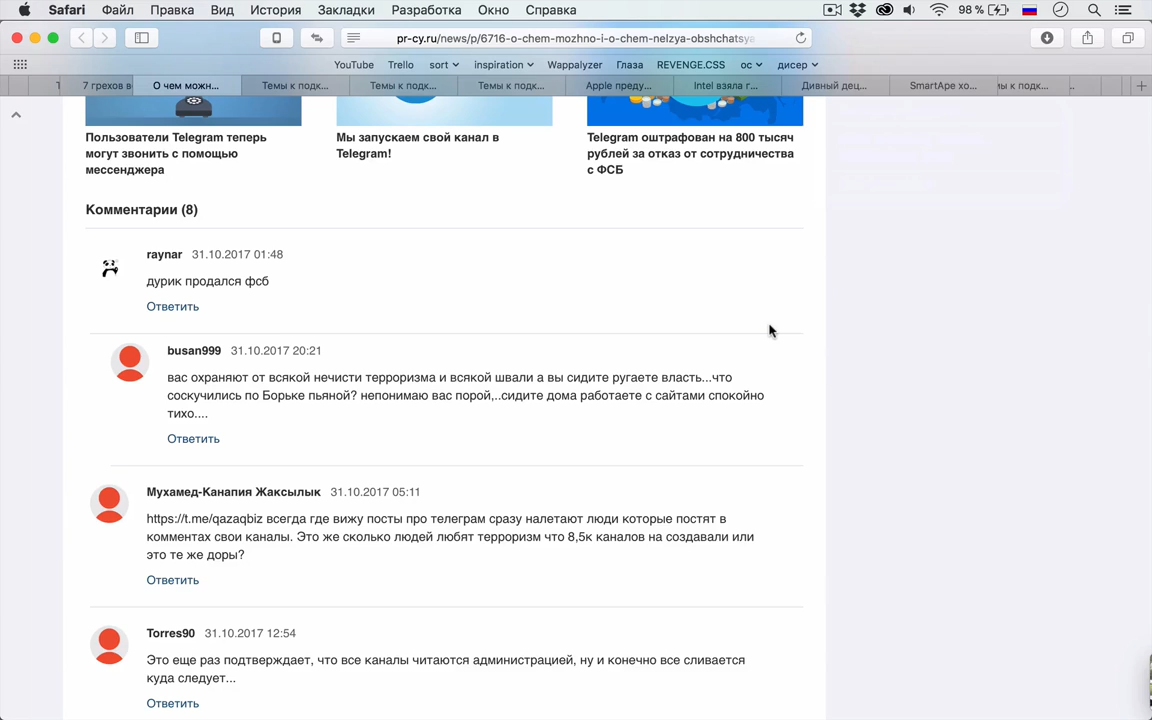 Safari Файл Правка Вид История Закладки Разработка Окно Справка 98 %
pr-cy.ru/news/p/6716-o-chem-mozhno-i-o-chem-nelzya-obshchatsya
YouTube Trello sort inspiration Wappalyzer Глаза REVENGE.CSS ос дисер
7 грехов в О чем можн... Темы к подк... Темы к подк... Темы к подк... Apple преду... Intel взяла г... Дивный дец... SmartApe хо... мы к подк...
Пользователи Telegram теперь
могут звонить с помощью
мессенджера
Мы запускаем свой канал в
Telegram!
Telegram оштрафован на 800 тысяч
рублей за отказ от сотрудничества
с ФСБ
Комментарии (8)
raynar 31.10.2017 01:48
дурик продался фсб
Ответить
busan999 31.10.2017 20:21
вас охраняют от всякой нечисти терроризма и всякой швали а вы сидите ругаете власть...что
соскучились по Борьке пьяной? непонимаю вас порой,..сидите дома работаете с сайтами спокойно
тихо....
Ответить
Мухамед-Канапия Жаксылык 31.10.2017 05:11
https://t.me/qazaqbiz всегда где вижу посты про телеграм сразу налетают люди которые постят в
комментах свои каналы. Это же сколько людей любят терроризм что 8,5к каналов на создавали или
это те же доры?
Ответить
Torres90 31.10.2017 12:54
Это еще раз подтверждает, что все каналы читаются администрацией, ну и конечно все сливается
куда следует...
Ответить